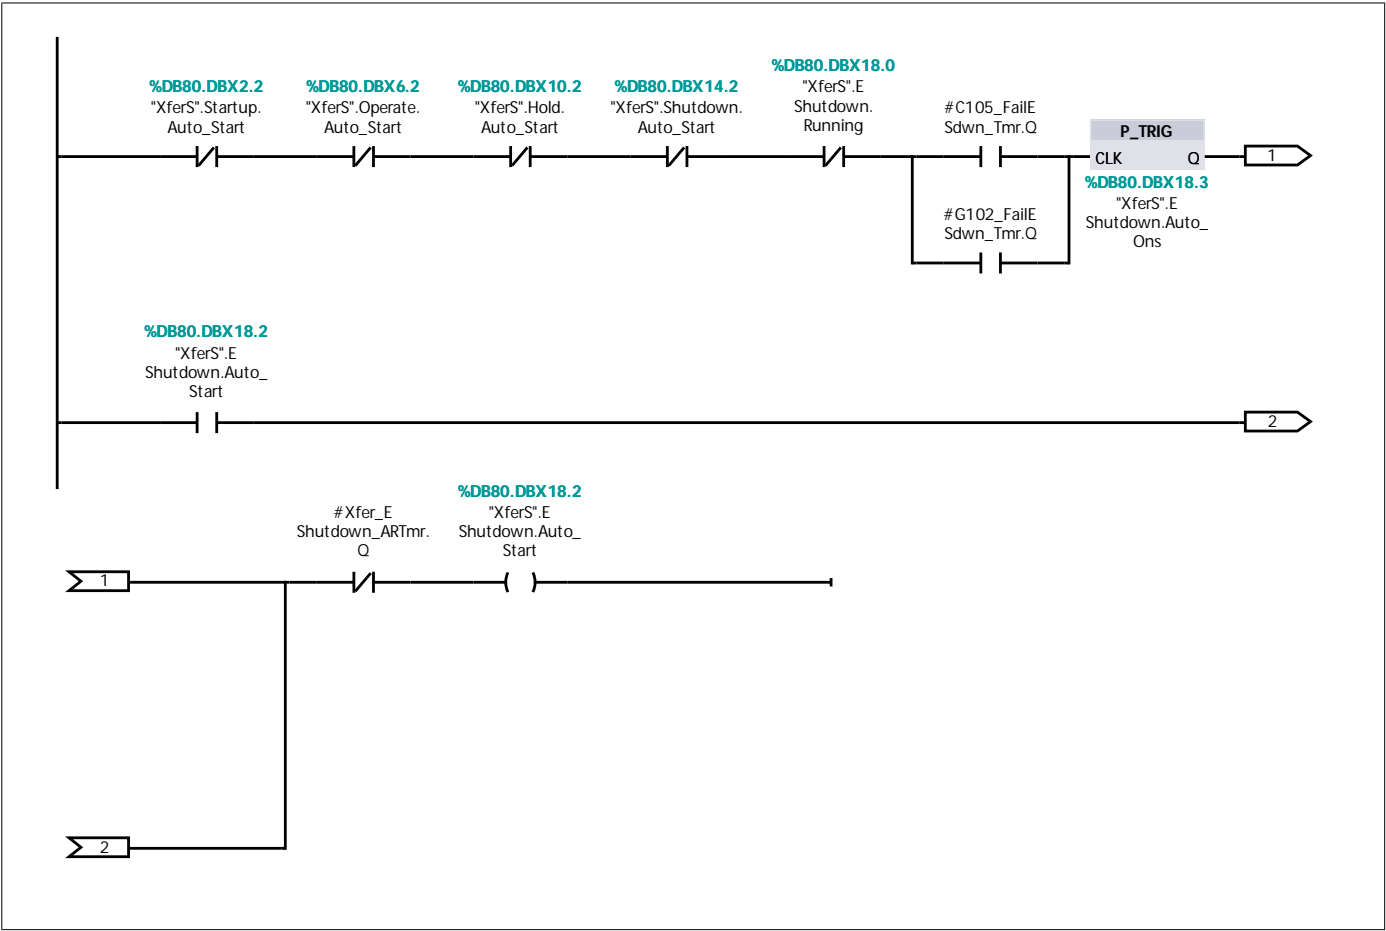 %DB80.DBX2.2
"XferS".Startup.
Auto_Start
%DB80.DBX6.2
"XferS".Operate.
Auto_Start
%DB80.DBX10.2
"XferS".Hold.
Auto_Start
%DB80.DBX14.2
"XferS".Shutdown.
Auto_Start
%DB80.DBX18.0
"XferS".E
Shutdown.
Running
#C105_FailE
Sdwn_Tmr.Q
P_TRIG
CLK Q
%DB80.DBX18.3
"XferS".E
Shutdown.Auto_
Ons
1
#G102_FailE
Sdwn_Tmr.Q
%DB80.DBX18.2
"XferS".E
Shutdown.Auto_
Start
2
#Xfer_E
Shutdown_ARTmr.
Q
%DB80.DBX18.2
"XferS".E
Shutdown.Auto_
Start
1
2